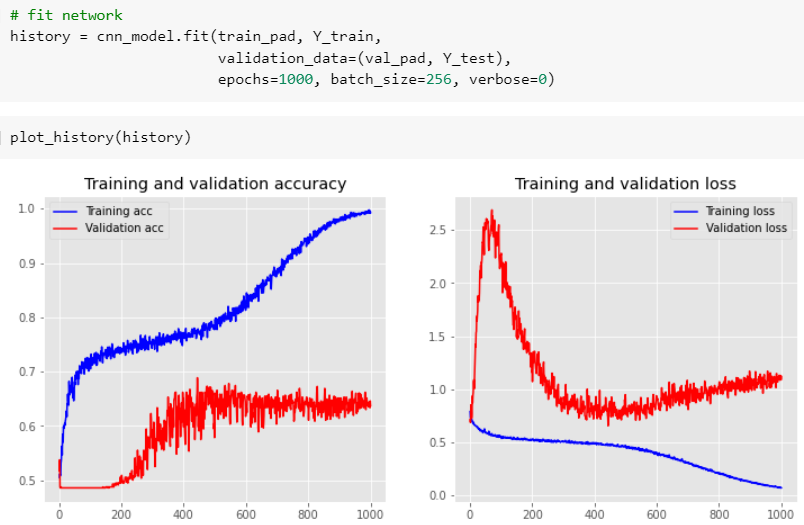 # fit network
history = cnn_model.fit(train_pad, Y_train,
validation_data=(val_pad, Y_test),
epochs=1000, batch_size=256, verbose=0)
plot_history(history)
Training and validation accuracy
Training acc
Validation acc
1.0
0.9
0.8
0.7
0.6
0.5
0 200 400 600 800 1000
Training and validation loss
Training loss
Validation loss
2.5
2.0
1.5
1.0
0.5
0.0
0 200 400 600 800 1000